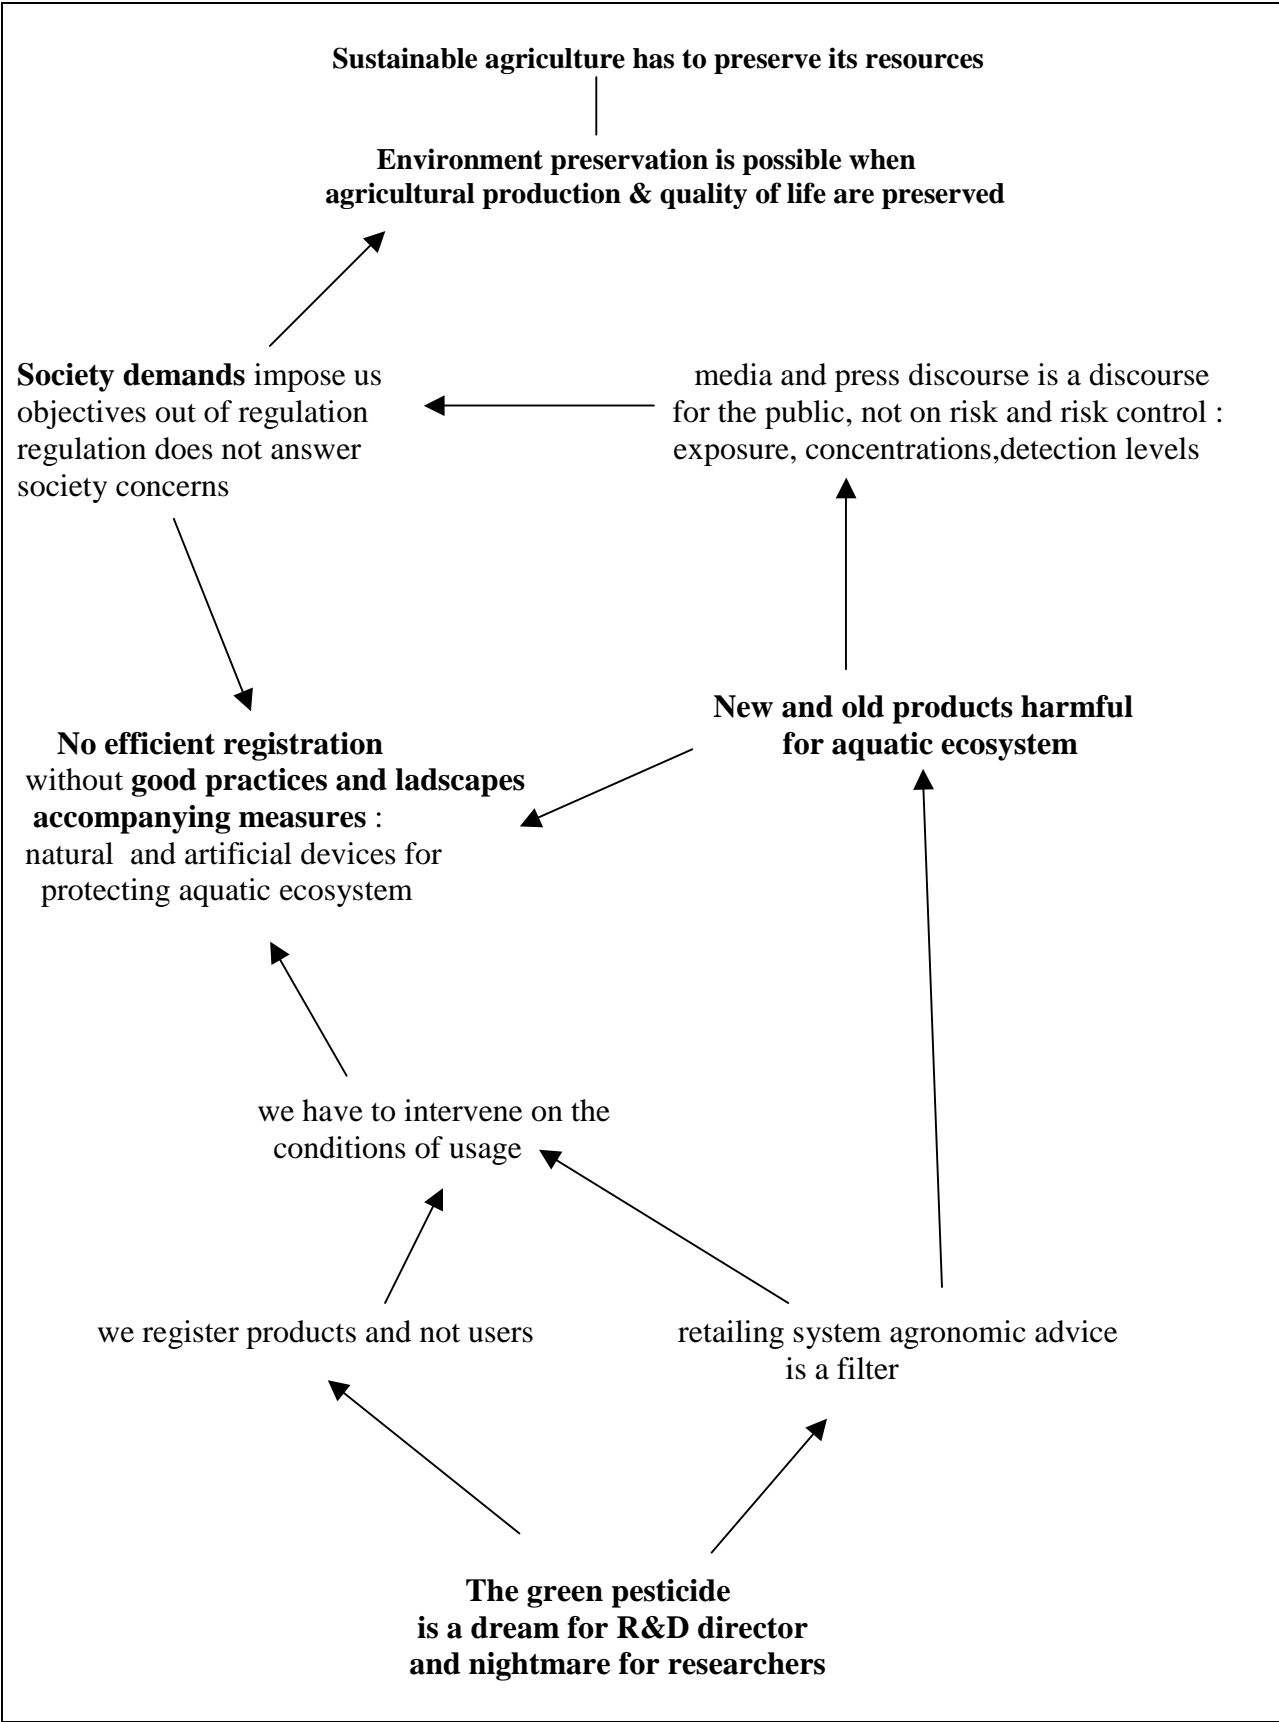 Sustainable agriculture has to preserve its resources
Environment preservation is possible when
agricultural production & quality of life are preserved
Society demands impose us
objectives out of regulation
regulation does not answer
society concerns
media and press discourse is a discourse
for the public, not on risk and risk control :
exposure, concentrations,detection levels
New and old products harmful
for aquatic ecosystem
No efficient registration
without good practices and ladscapes
accompanying measures :
natural and artificial devices for
protecting aquatic ecosystem
we have to intervene on the
conditions of usage
we register products and not users
retailing system agronomic advice
is a filter
The green pesticide
is a dream for R&D director
and nightmare for researchers